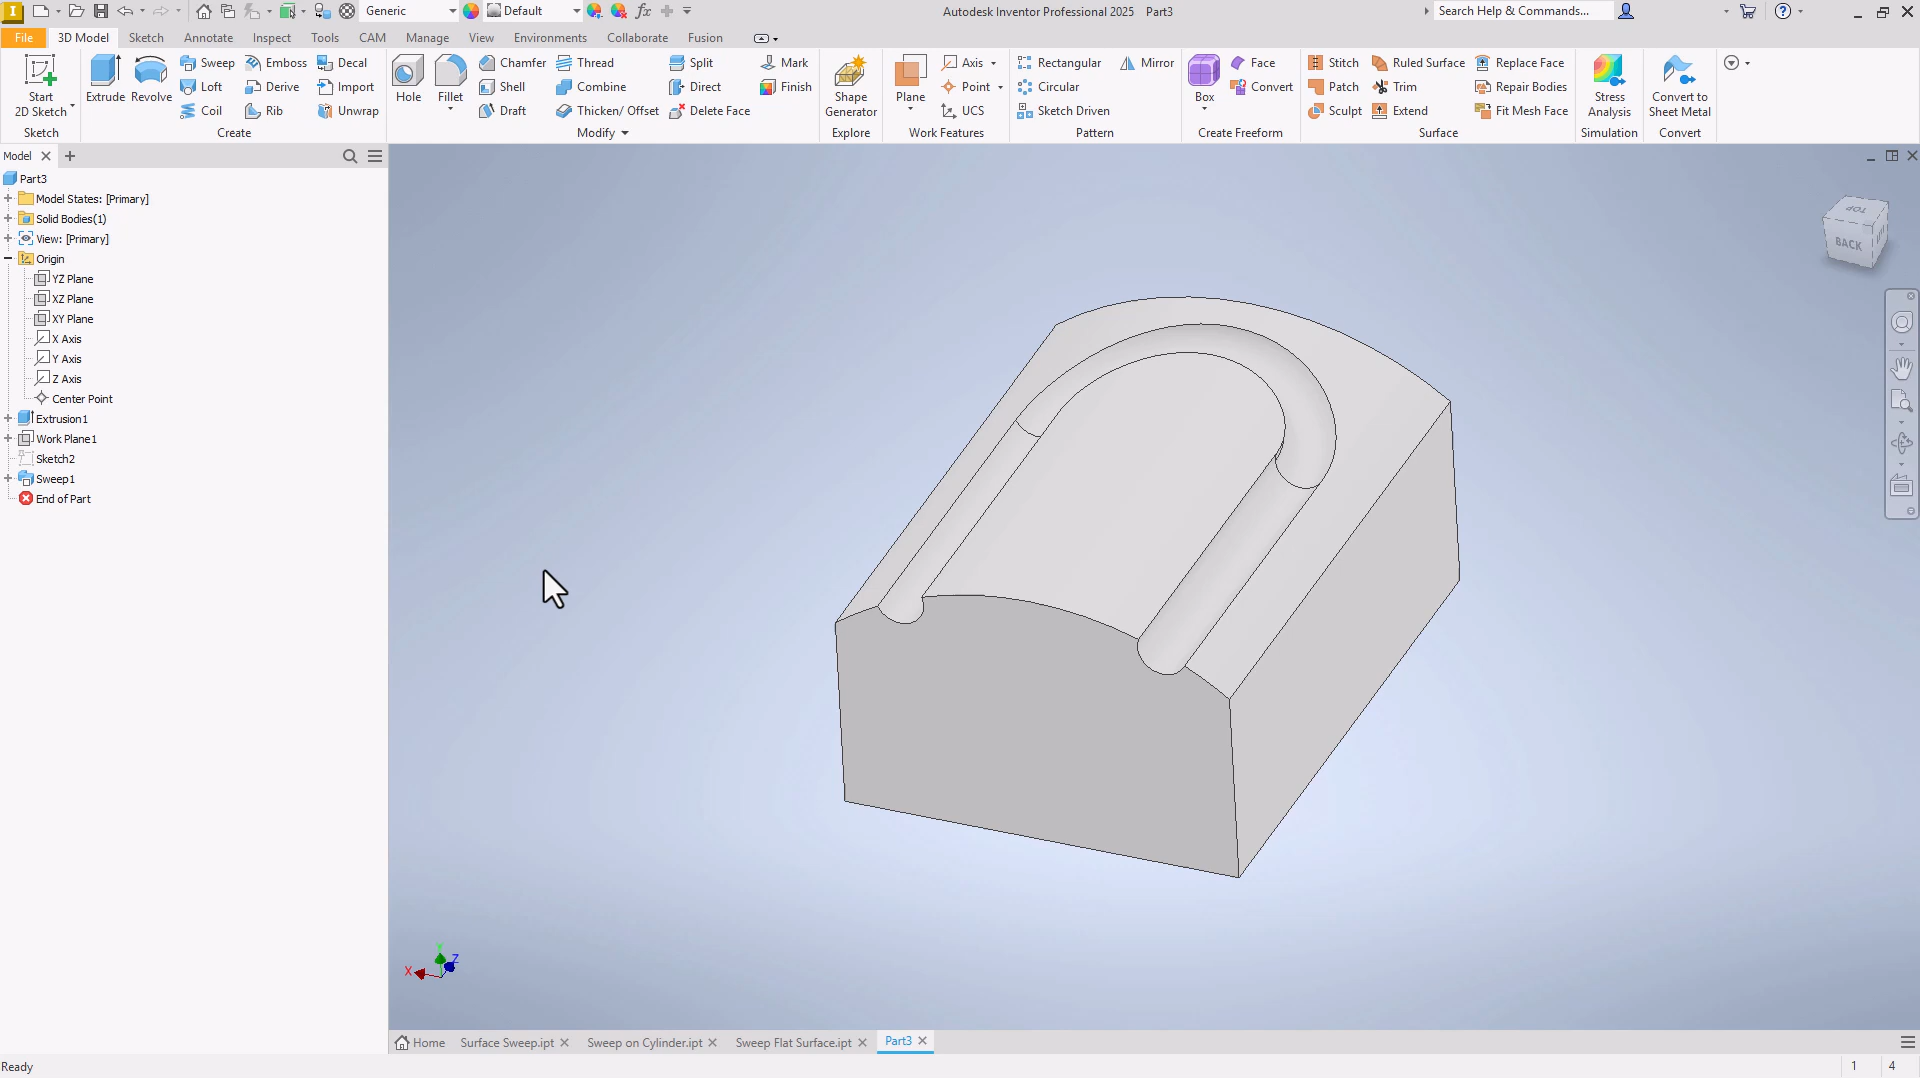 Generic
Default
fx
Autodesk Inventor Professional 2025 Part3
Search Help & Commands...
File 3D Model Sketch Annotate Inspect Tools CAM Manage View Environments Collaborate Fusion
Start 2D Sketch
Sketch
Extrude
Revolve
Sweep Emboss Decal
Loft Derive Import
Coil Rib Unwrap
Create
Hole
Fillet
Chamfer Thread Split Mark
Shell Combine Direct Finish
Draft Thicken/ Offset Delete Face
Modify
Shape Generator
Explore
Plane
Axis
Point
UCS
Work Features
Rectangular Mirror
Circular
Sketch Driven
Pattern
Box
Face
Convert
Create Freeform
Stitch Ruled Surface Replace Face
Patch Trim Repair Bodies
Sculpt Extend Fit Mesh Face
Surface
Stress Analysis
Simulation
Convert to Sheet Metal
Convert
Model
Part3
Model States: [Primary]
Solid Bodies(1)
View: [Primary]
Origin
YZ Plane
XZ Plane
XY Plane
X Axis
Y Axis
Z Axis
Center Point
Extrusion1
Work Plane1
Sketch2
Sweep1
End of Part
TOP
BACK
Y
Z
X
Home Surface Sweep.ipt Sweep on Cylinder.ipt Sweep Flat Surface.ipt Part3
Ready
1 4